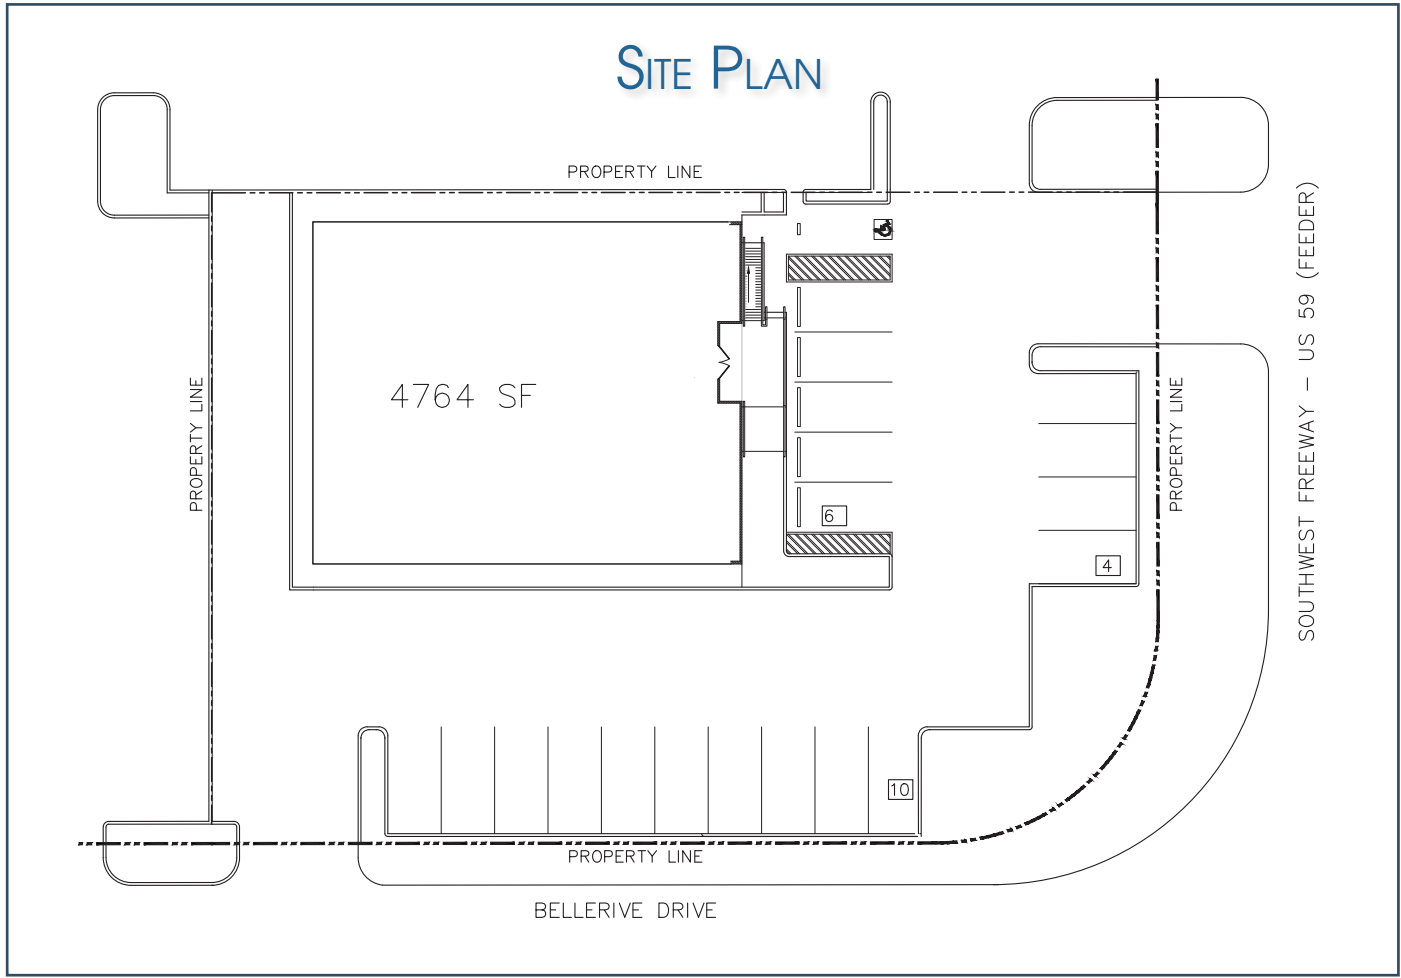 SITE PLAN
PROPERTY LINE
PROPERTY LINE
4764 SF
6
4
PROPERTY LINE
SOUTHWEST FREEWAY - US 59 (FEEDER)
10
PROPERTY LINE
BELLERIVE DRIVE